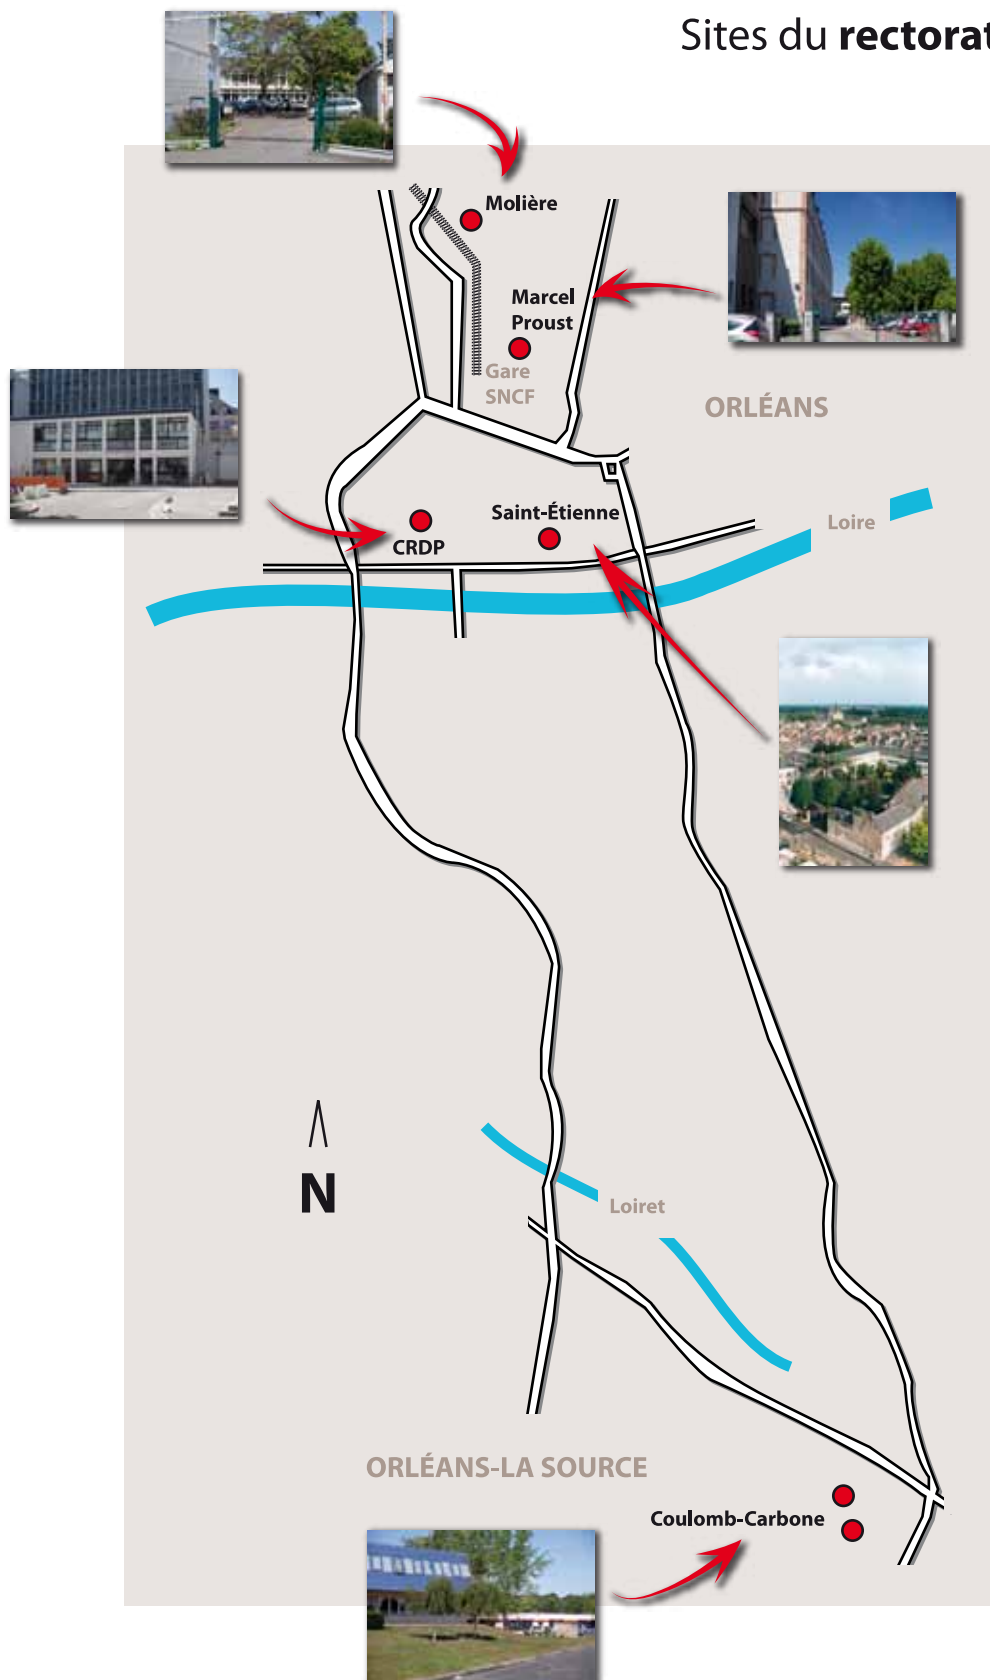 Sites du rectorat
Molière
Marcel
Proust
Gare
SNCF
ORLÉANS
Saint-Étienne
Loire
CRDP
N
Loiret
ORLÉANS-LA SOURCE
Coulomb-Carbone